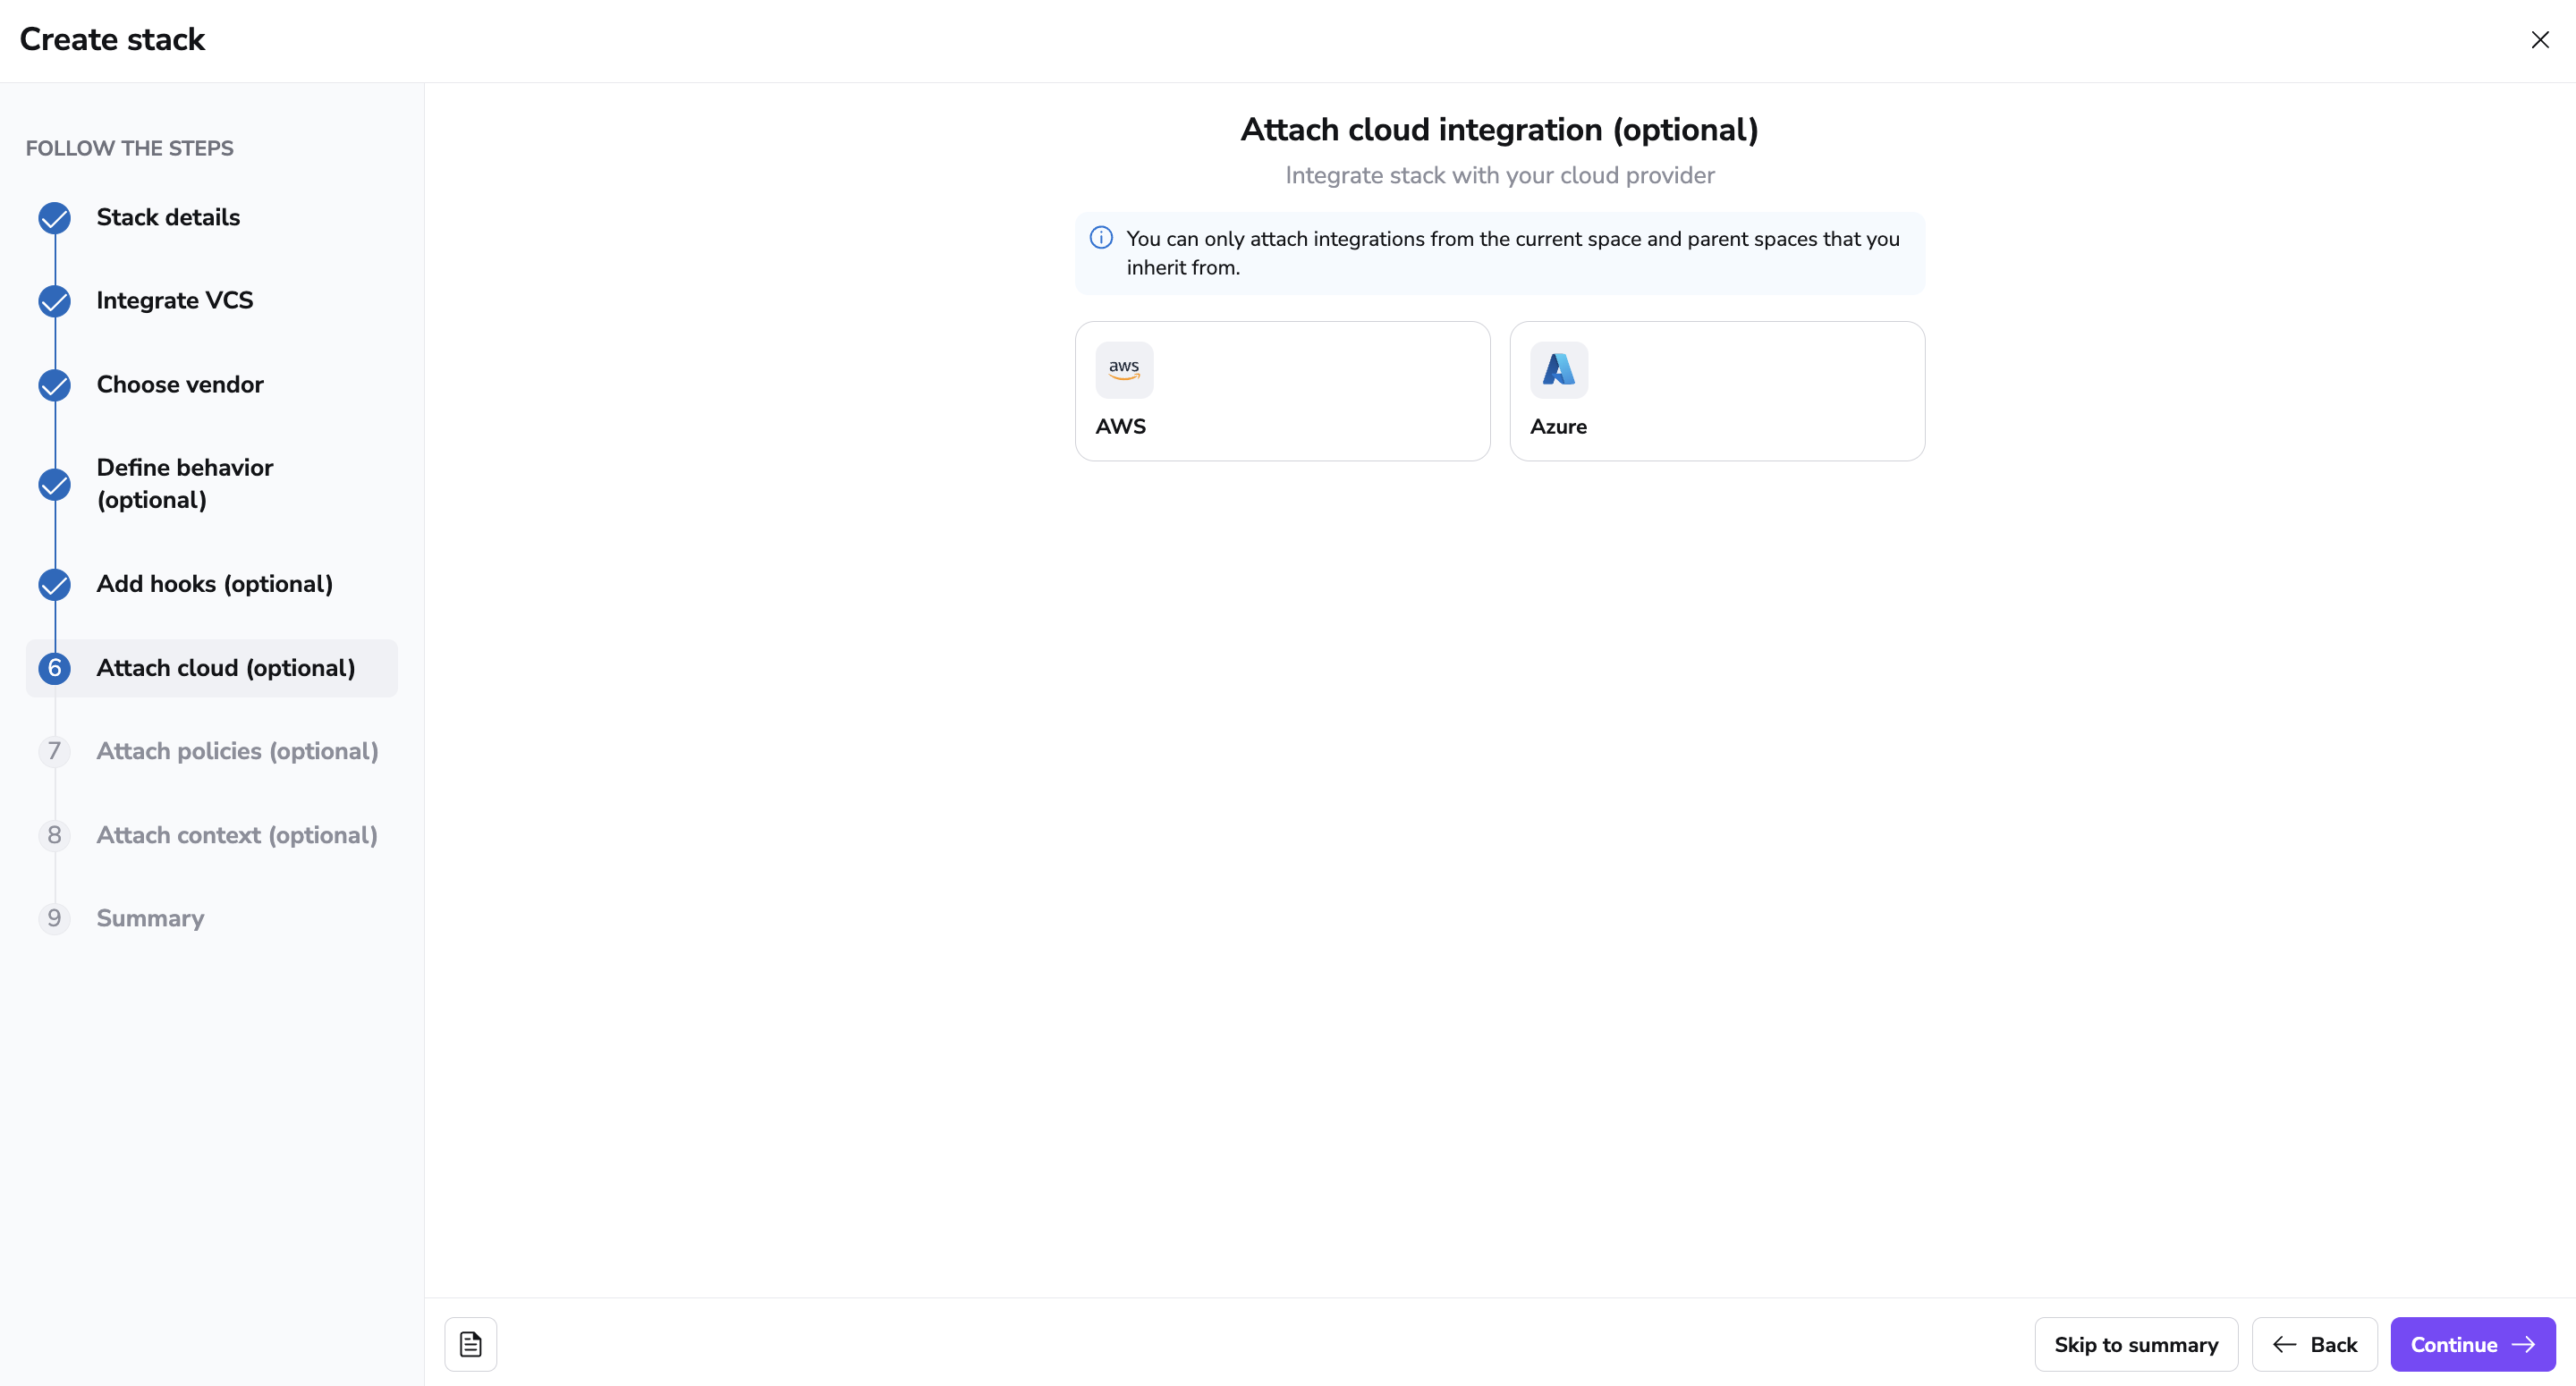 Create stack
FOLLOW THE STEPS
Stack details
Integrate VCS
Choose vendor
Define behavior
(optional)
Add hooks (optional)
6 Attach cloud (optional)
7 Attach policies (optional)
8 Attach context (optional)
9 Summary
Attach cloud integration (optional)
Integrate stack with your cloud provider
You can only attach integrations from the current space and parent spaces that you
inherit from.
aws
AWS
Azure
Skip to summary
Back
Continue